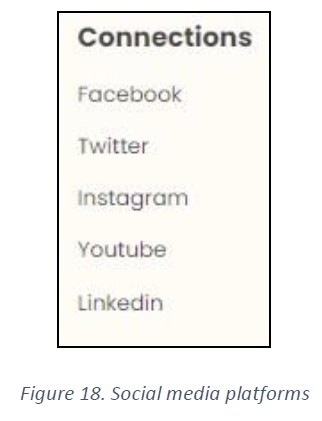 Connections
Facebook
Twitter
Instagram
Youtube
Linkedin
Figure 18. Social media platforms